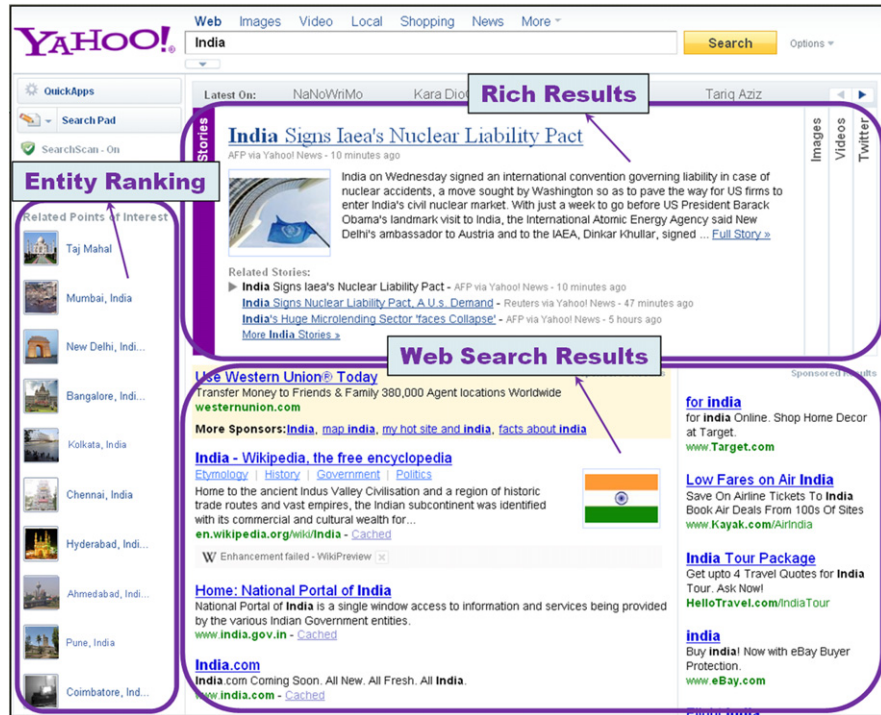 Web Images Video Local Shopping News More
YAHOO!
India
Search
Options
QuickApps
Search Pad
SearchScan - On
Entity Ranking
Related Points of Interest
Taj Mahal
Mumbai, India
New Delhi, Indi...
Bangalore, Indi...
Kolkata, India
Chennai, India
Hyderabad, Indi...
Ahmedabad, Indi...
Pune, India
Coimbatore, Ind...
Latest On: NaNoWriMo Kara Dio Tariq Aziz
Rich Results
Stories
India Signs Iaea's Nuclear Liability Pact
AFP via Yahoo! News - 10 minutes ago
India on Wednesday signed an international convention governing liability in case of
nuclear accidents, a move sought by Washington so as to pave the way for US firms to
enter India's civil nuclear market. With just a week to go before US President Barack
Obama's landmark visit to India, the International Atomic Energy Agency said New
Delhi's ambassador to Austria and to the IAEA, Dinkar Khullar, signed ... Full Story »
Related Stories:
India Signs Iaea's Nuclear Liability Pact - AFP via Yahoo! News - 10 minutes ago
India Signs Nuclear Liability Pact, A U.s. Demand - Reuters via Yahoo! News - 47 minutes ago
India's Huge Microlending Sector 'faces Collapse' - AFP via Yahoo! News - 5 hours ago
More India Stories »
Images
Videos
Twitter
Web Search Results
Use Western Union® Today
Transfer Money to Friends & Family 380,000 Agent locations Worldwide
westernunion.com
More Sponsors: India, map india, my hot site and india, facts about india
India - Wikipedia, the free encyclopedia
Etymology | History | Government | Politics
Home to the ancient Indus Valley Civilisation and a region of historic
trade routes and vast empires, the Indian subcontinent was identified
with its commercial and cultural wealth for...
en.wikipedia.org/wiki/India - Cached
W Enhancement failed - WikiPreview x
Home: National Portal of India
National Portal of India is a single window access to information and services being provided
by the various Indian Government entities.
www.india.gov.in - Cached
India.com
India.com Coming Soon. All New. All Fresh. All India.
www.india.com - Cached
Sponsored Results
for india
for india Online. Shop Home Decor
at Target.
www.Target.com
Low Fares on Air India
Save On Airline Tickets To India
Book Air Deals From 100s Of Sites
www.Kayak.com/AirIndia
India Tour Package
Get upto 4 Travel Quotes for India
Tour. Ask Now!
HelloTravel.com/IndiaTour
india
Buy india! Now with eBay Buyer
Protection.
www.eBay.com
Flight India